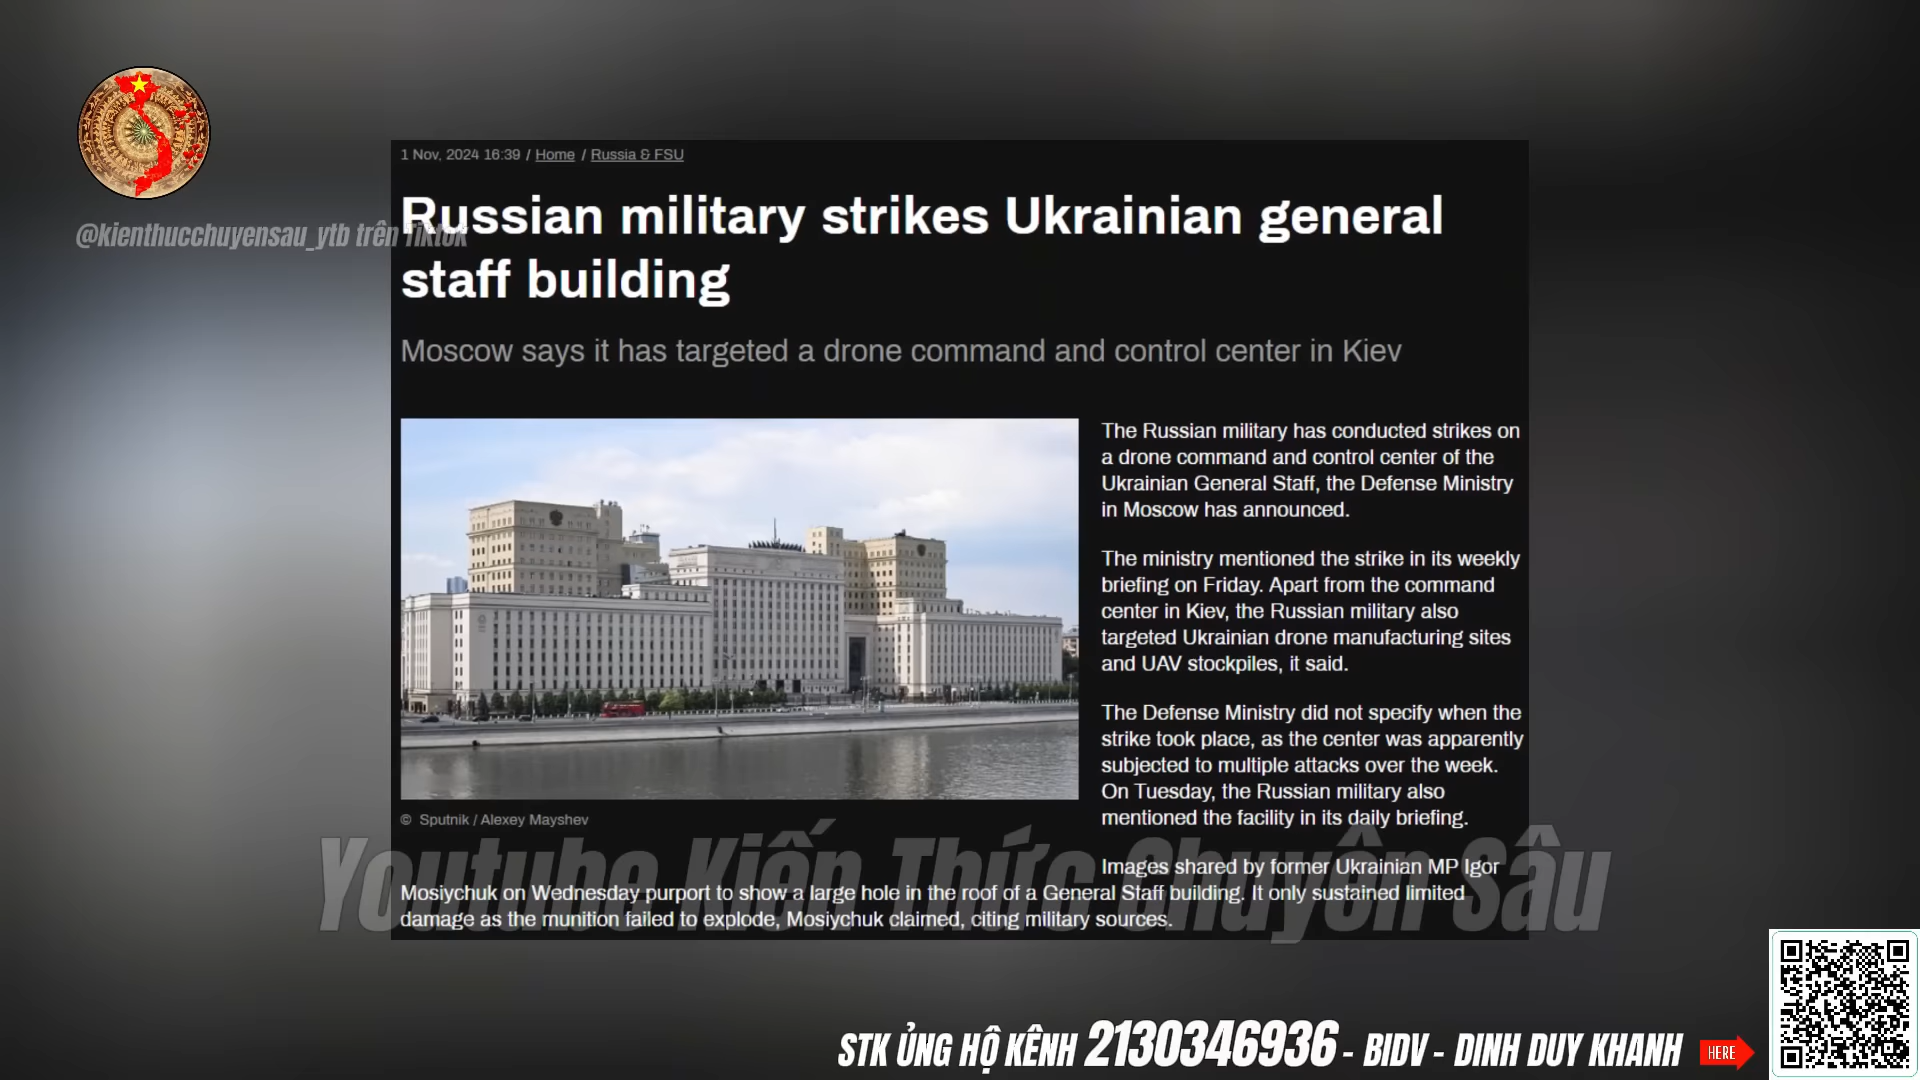 1 Nov, 2024 16:39 / Home / Russia & FSU
@kienthucchuyensau_ytb trên Tiktok
Russian military strikes Ukrainian general
staff building
Moscow says it has targeted a drone command and control center in Kiev
The Russian military has conducted strikes on
a drone command and control center of the
Ukrainian General Staff, the Defense Ministry
in Moscow has announced.
The ministry mentioned the strike in its weekly
briefing on Friday. Apart from the command
center in Kiev, the Russian military also
targeted Ukrainian drone manufacturing sites
and UAV stockpiles, it said.
The Defense Ministry did not specify when the
strike took place, as the center was apparently
subjected to multiple attacks over the week.
On Tuesday, the Russian military also
mentioned the facility in its daily briefing.
© Sputnik / Alexey Mayshev
Images shared by former Ukrainian MP Igor
Mosiychuk on Wednesday purport to show a large hole in the roof of a General Staff building. It only sustained limited
damage as the munition failed to explode, Mosiychuk claimed, citing military sources.
Youtube Kiến Thức Chuyên Sâu
STK ỦNG HỘ KÊNH 2130346936 - BIDV - DINH DUY KHANH
HERE